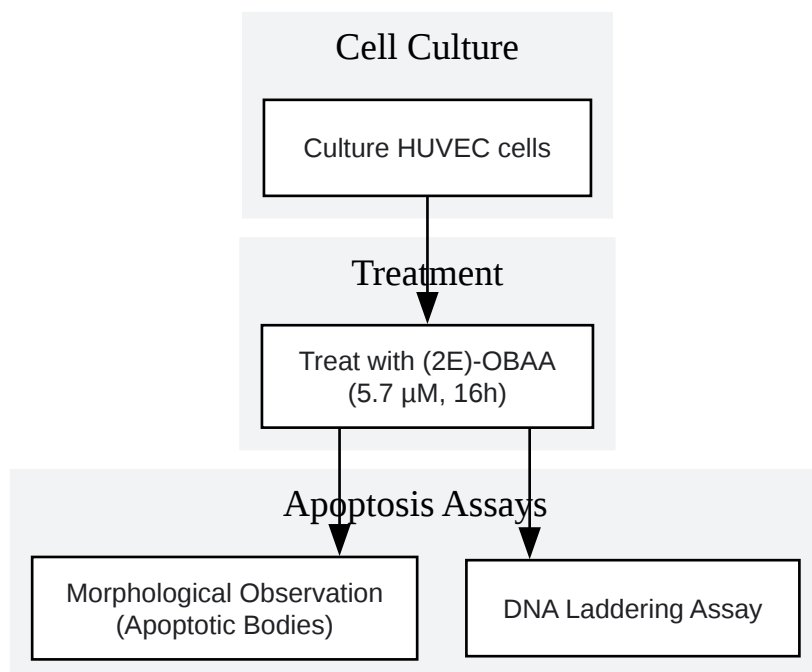 Cell Culture
Culture HUVEC cells
Treatment
Treat with (2E)-OBAA
(5.7 µM, 16h)
Apoptosis Assays
Morphological Observation
(Apoptotic Bodies)
DNA Laddering Assay